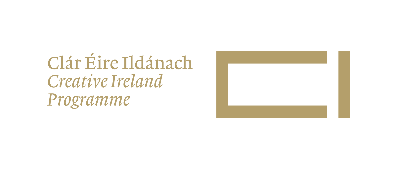 Clár Éire Ildánach
Creative Ireland
Programme